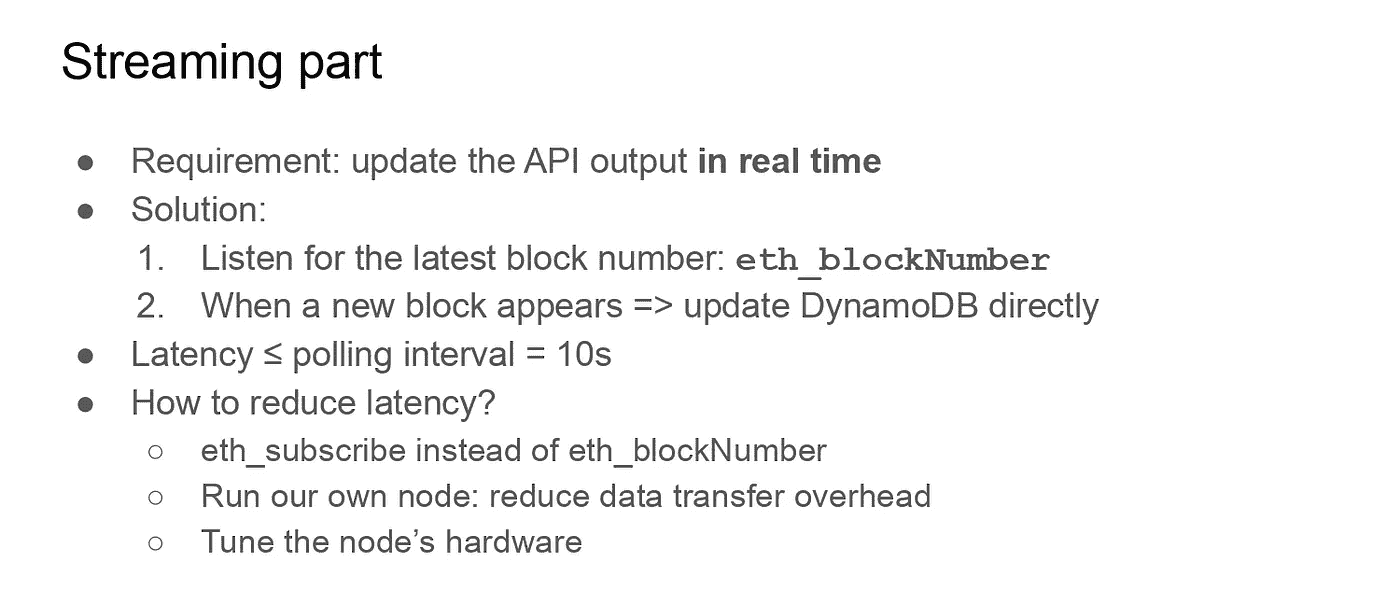 Streaming part
● Requirement: update the API output in real time
● Solution:
1. Listen for the latest block number: eth_blockNumber
2. When a new block appears => update DynamoDB directly
● Latency ≤ polling interval = 10s
● How to reduce latency?
○ eth_subscribe instead of eth_blockNumber
○ Run our own node: reduce data transfer overhead
○ Tune the node’s hardware